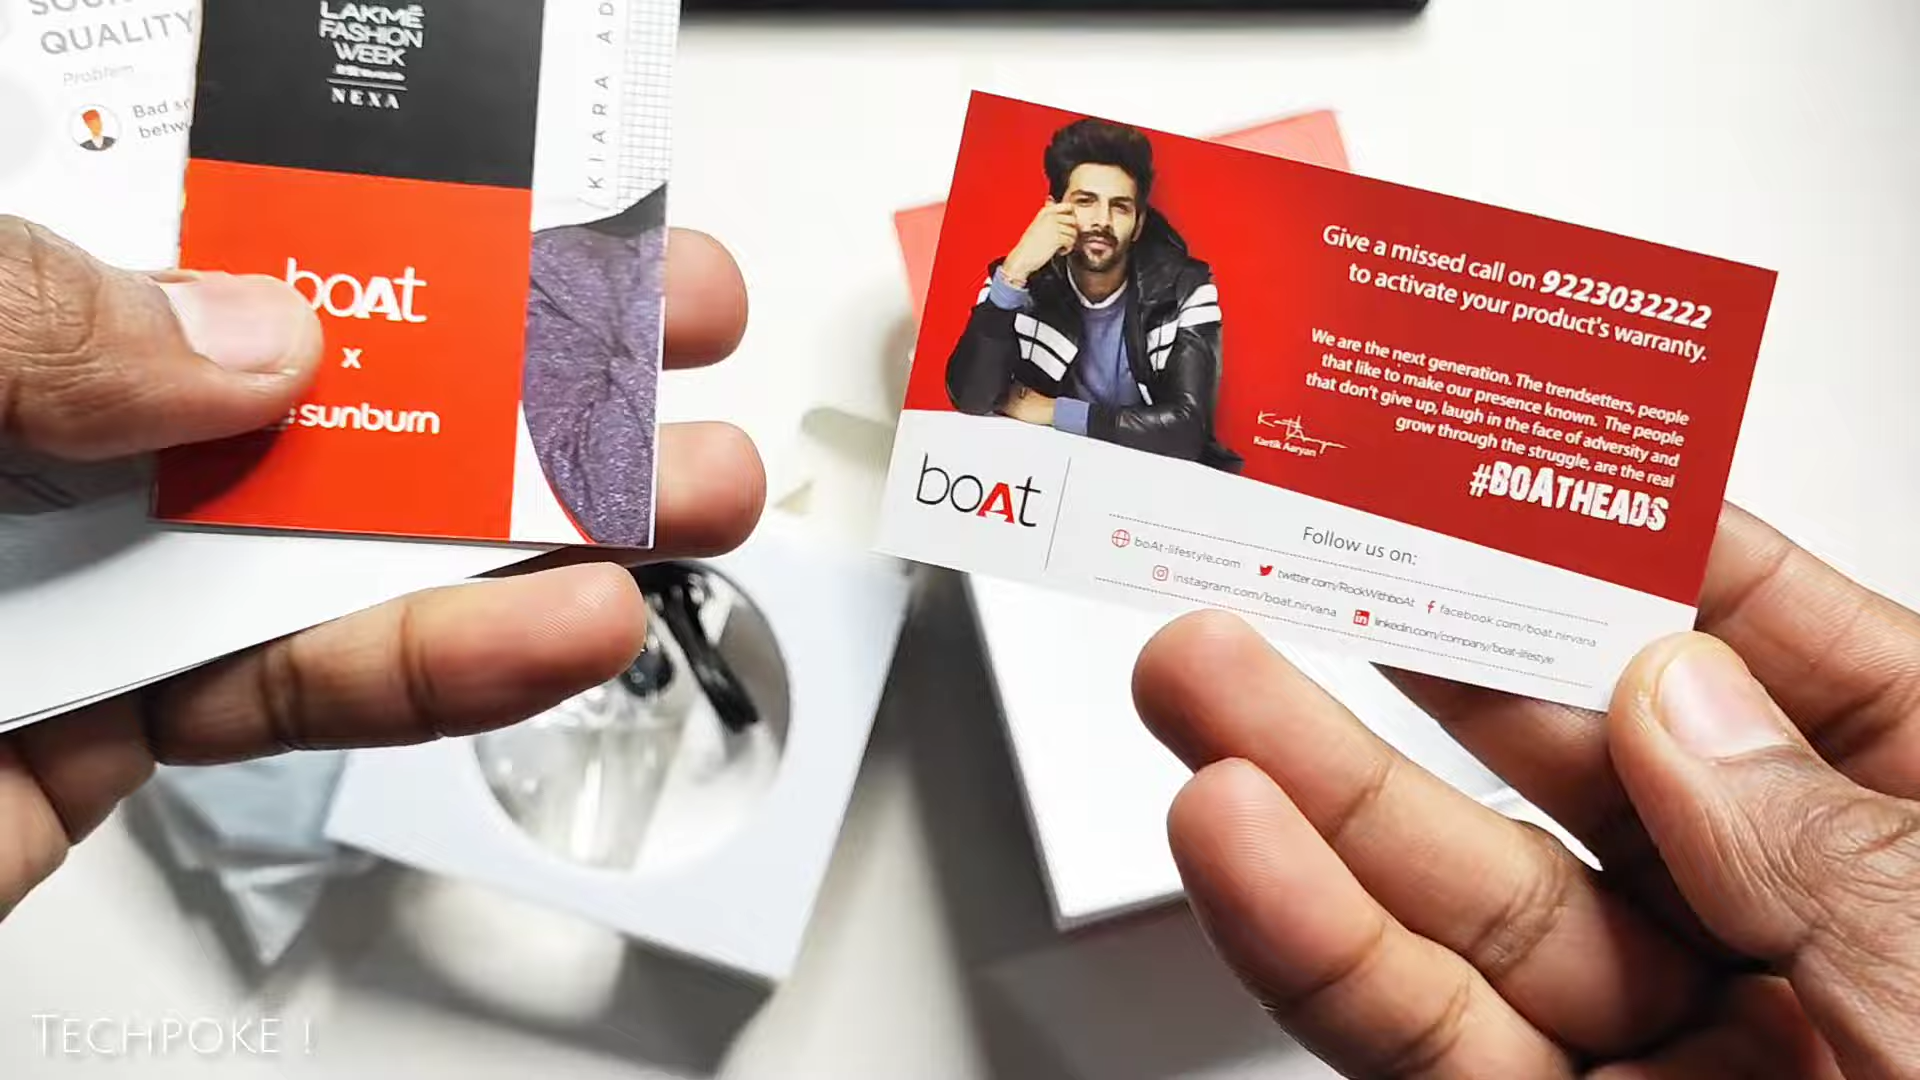 QUALITY
Problem
Bad
betw
LAKMÉ
FASHION
WEEK
NEXA
KIARA AD
boAt
x
sunburn
Give a missed call on 9223032222
to activate your product's warranty.
We are the next generation. The trendsetters, people
that like to make our presence known. The people
that don't give up, laugh in the face of adversity and
grow through the struggle, are the real
#BOATHEADS
Kartik Aaryan
boAt
Follow us on:
boAt-lifestyle.com twitter.com/RockWithboAt facebook.com/boat.nirvana
instagram.com/boat.nirvana linkedin.com/company/boat-lifestyle
TECHPOKE !